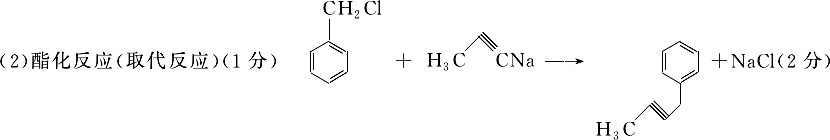 CH₂Cl
(2)酯化反应(取代反应)(1分) + H₃C CNa ⟶ +NaCl(2分)
H₃C